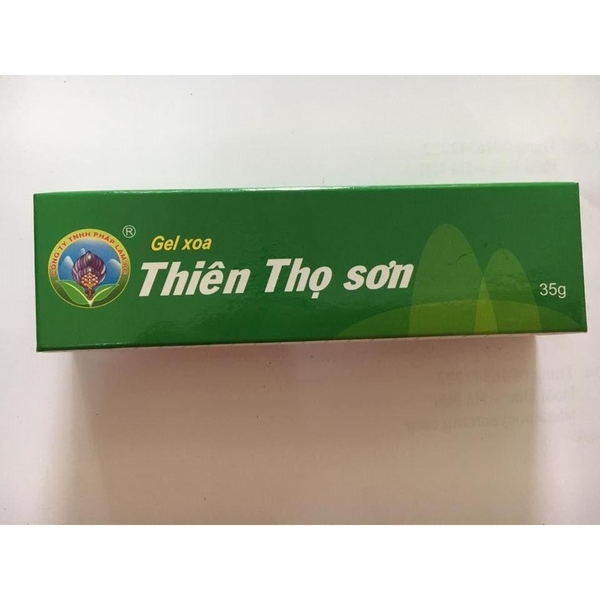 CÔNG TY TNHH PHÁP LAM
®
Gel xoa
Thiên Thọ sơn
35g